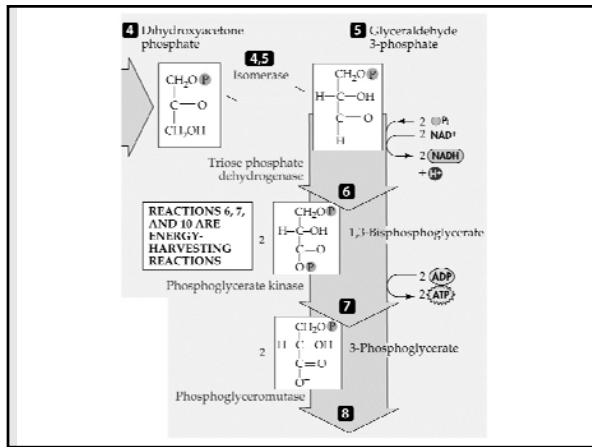 4 Dihydroxyacetone
phosphate
5 Glyceraldehyde
3-phosphate
4,5
Isomerase
CH₂O P
C—O
CH₂OH
CH₂O P
H—C—OH
C—O
H
2 Pi
2 NAD⁺
2 NADH
+ H⁺
Triose phosphate
dehydrogenase
6
REACTIONS 6, 7,
AND 10 ARE
ENERGY-
HARVESTING
REACTIONS
2
CH₂O P
H—C—OH
C—O
O P
1,3-Bisphosphoglycerate
Phosphoglycerate kinase
2 ADP
2 ATP
7
2
CH₂O P
H C OH
C=O
O⁻
3-Phosphoglycerate
Phosphoglyceromutase
8